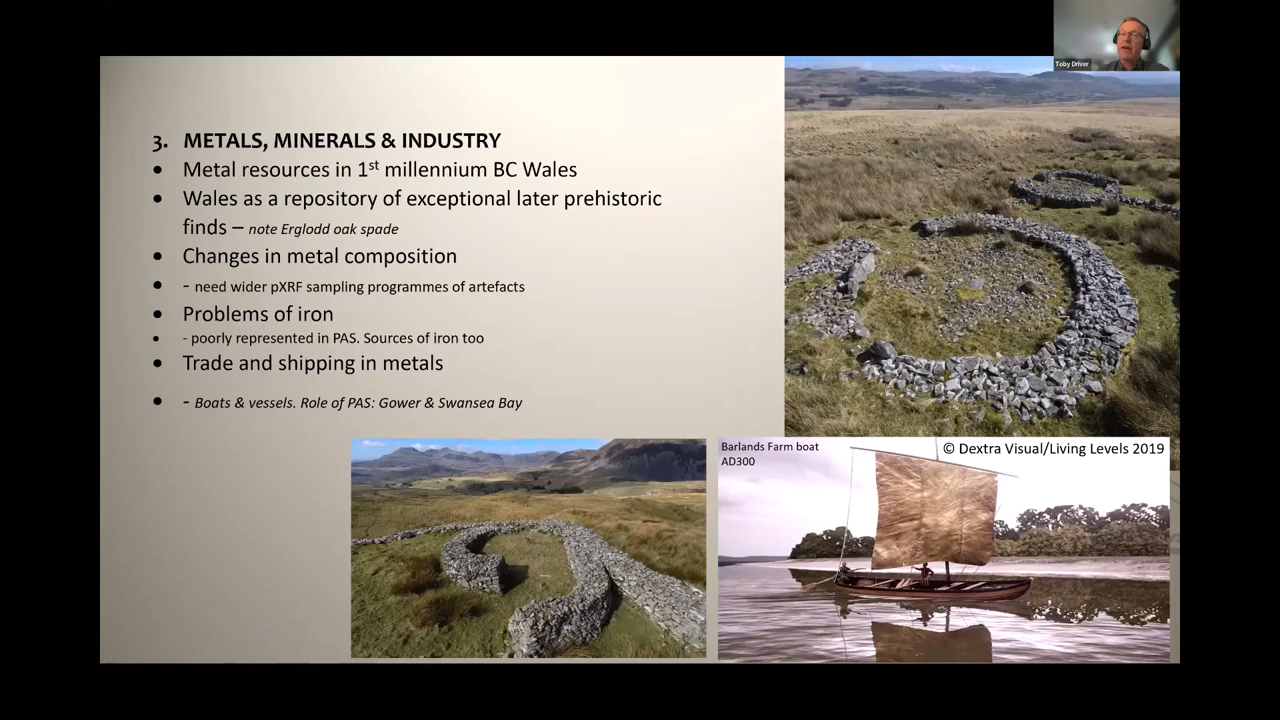 Toby Driver
3. METALS, MINERALS & INDUSTRY
• Metal resources in 1st millennium BC Wales
• Wales as a repository of exceptional later prehistoric
finds – note Erglodd oak spade
• Changes in metal composition
• - need wider pXRF sampling programmes of artefacts
• Problems of iron
• - poorly represented in PAS. Sources of iron too
• Trade and shipping in metals
• - Boats & vessels. Role of PAS: Gower & Swansea Bay
Barlands Farm boat
AD300
© Dextra Visual/Living Levels 2019